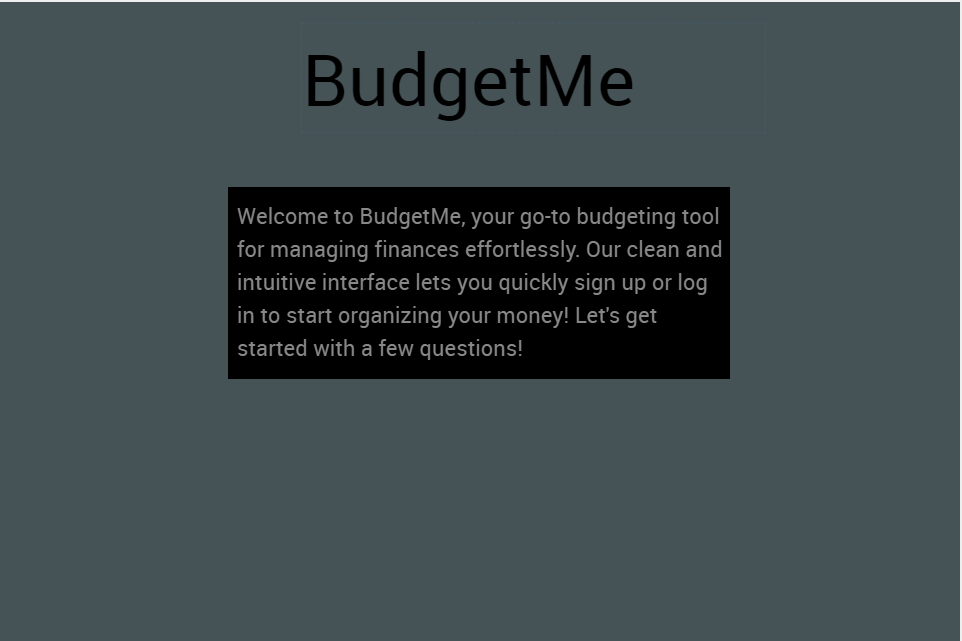 BudgetMe
Welcome to BudgetMe, your go-to budgeting tool
for managing finances effortlessly. Our clean and
intuitive interface lets you quickly sign up or log
in to start organizing your money! Let's get
started with a few questions!